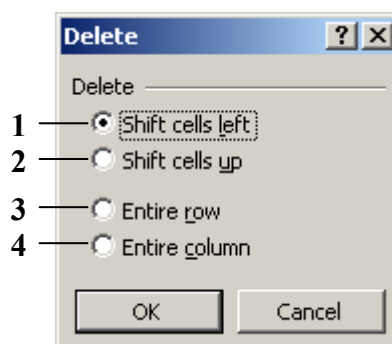 Delete
Delete
1 Shift cells left
2 Shift cells up
3 Entire row
4 Entire column
OK Cancel